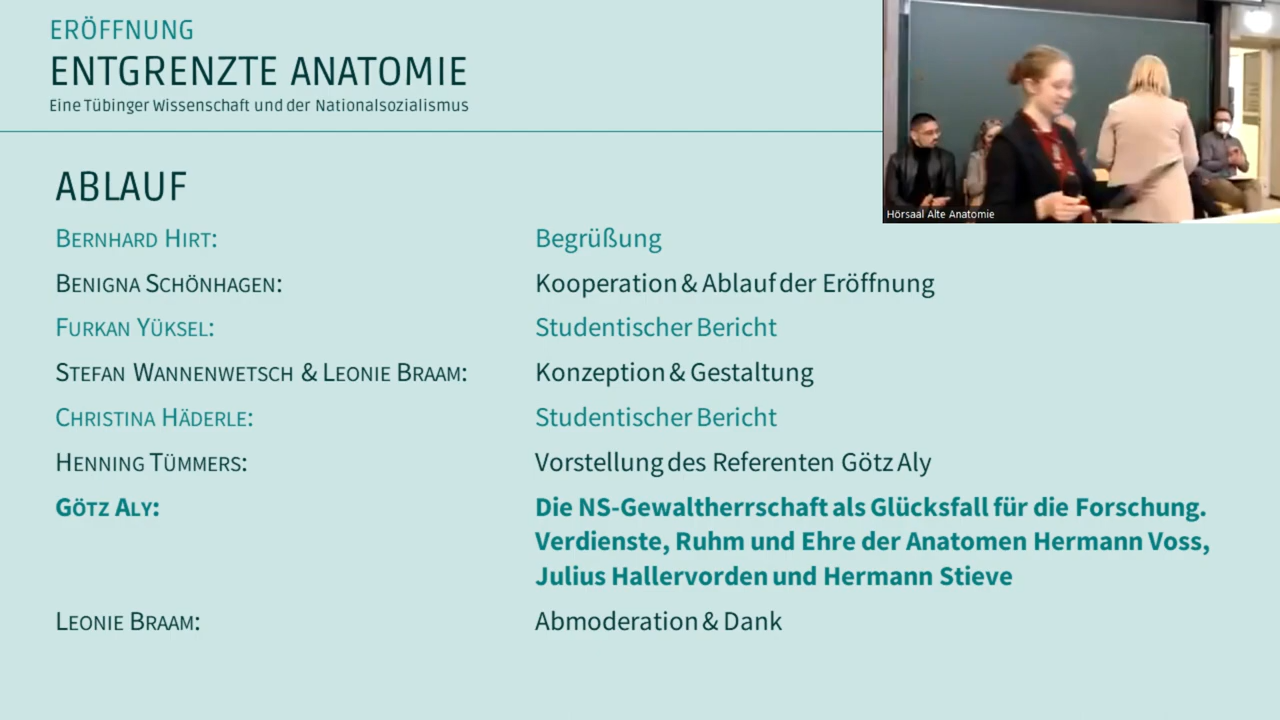 ERÖFFNUNG
ENTGRENZTE ANATOMIE
Eine Tübinger Wissenschaft und der Nationalsozialismus
Hörsaal Alte Anatomie
ABLAUF
BERNHARD HIRT: Begrüßung
BENIGNA SCHÖNHAGEN: Kooperation & Ablauf der Eröffnung
FURKAN YÜKSEL: Studentischer Bericht
STEFAN WANNENWETSCH & LEONIE BRAAM: Konzeption & Gestaltung
CHRISTINA HÄDERLE: Studentischer Bericht
HENNING TÜMMERS: Vorstellung des Referenten Götz Aly
GÖTZ ALY: Die NS-Gewaltherrschaft als Glücksfall für die Forschung.
Verdienste, Ruhm und Ehre der Anatomen Hermann Voss,
Julius Hallervorden und Hermann Stieve
LEONIE BRAAM: Abmoderation & Dank